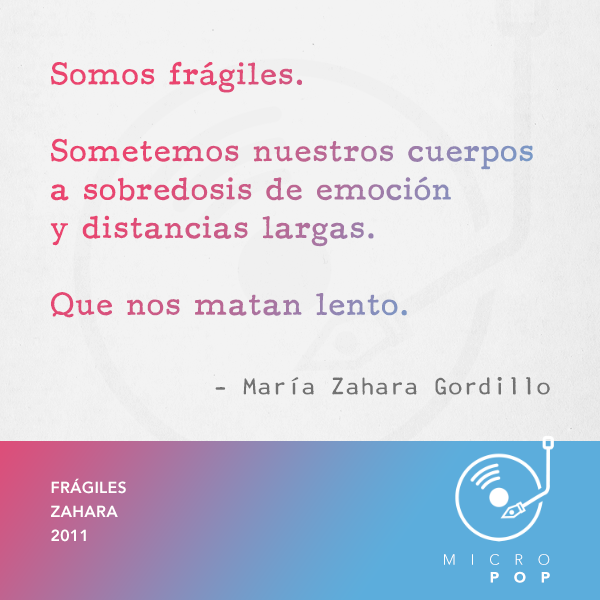 Somos frágiles.
Sometemos nuestros cuerpos
a sobredosis de emoción
y distancias largas.
Que nos matan lento.
– María Zahara Gordillo
FRÁGILES
ZAHARA
2011
MICRO
POP